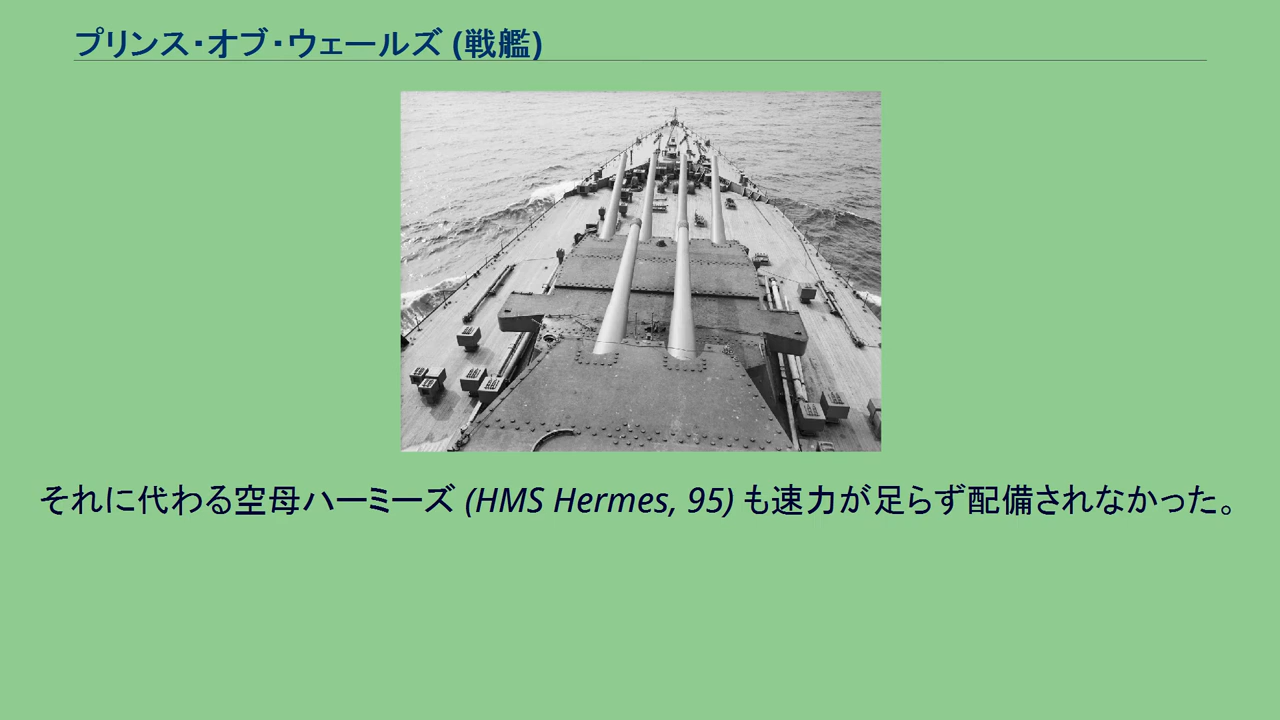 プリンス・オブ・ウェールズ (戦艦)
それに代わる空母ハーミーズ (HMS Hermes, 95) も速力が足らず配備されなかった。